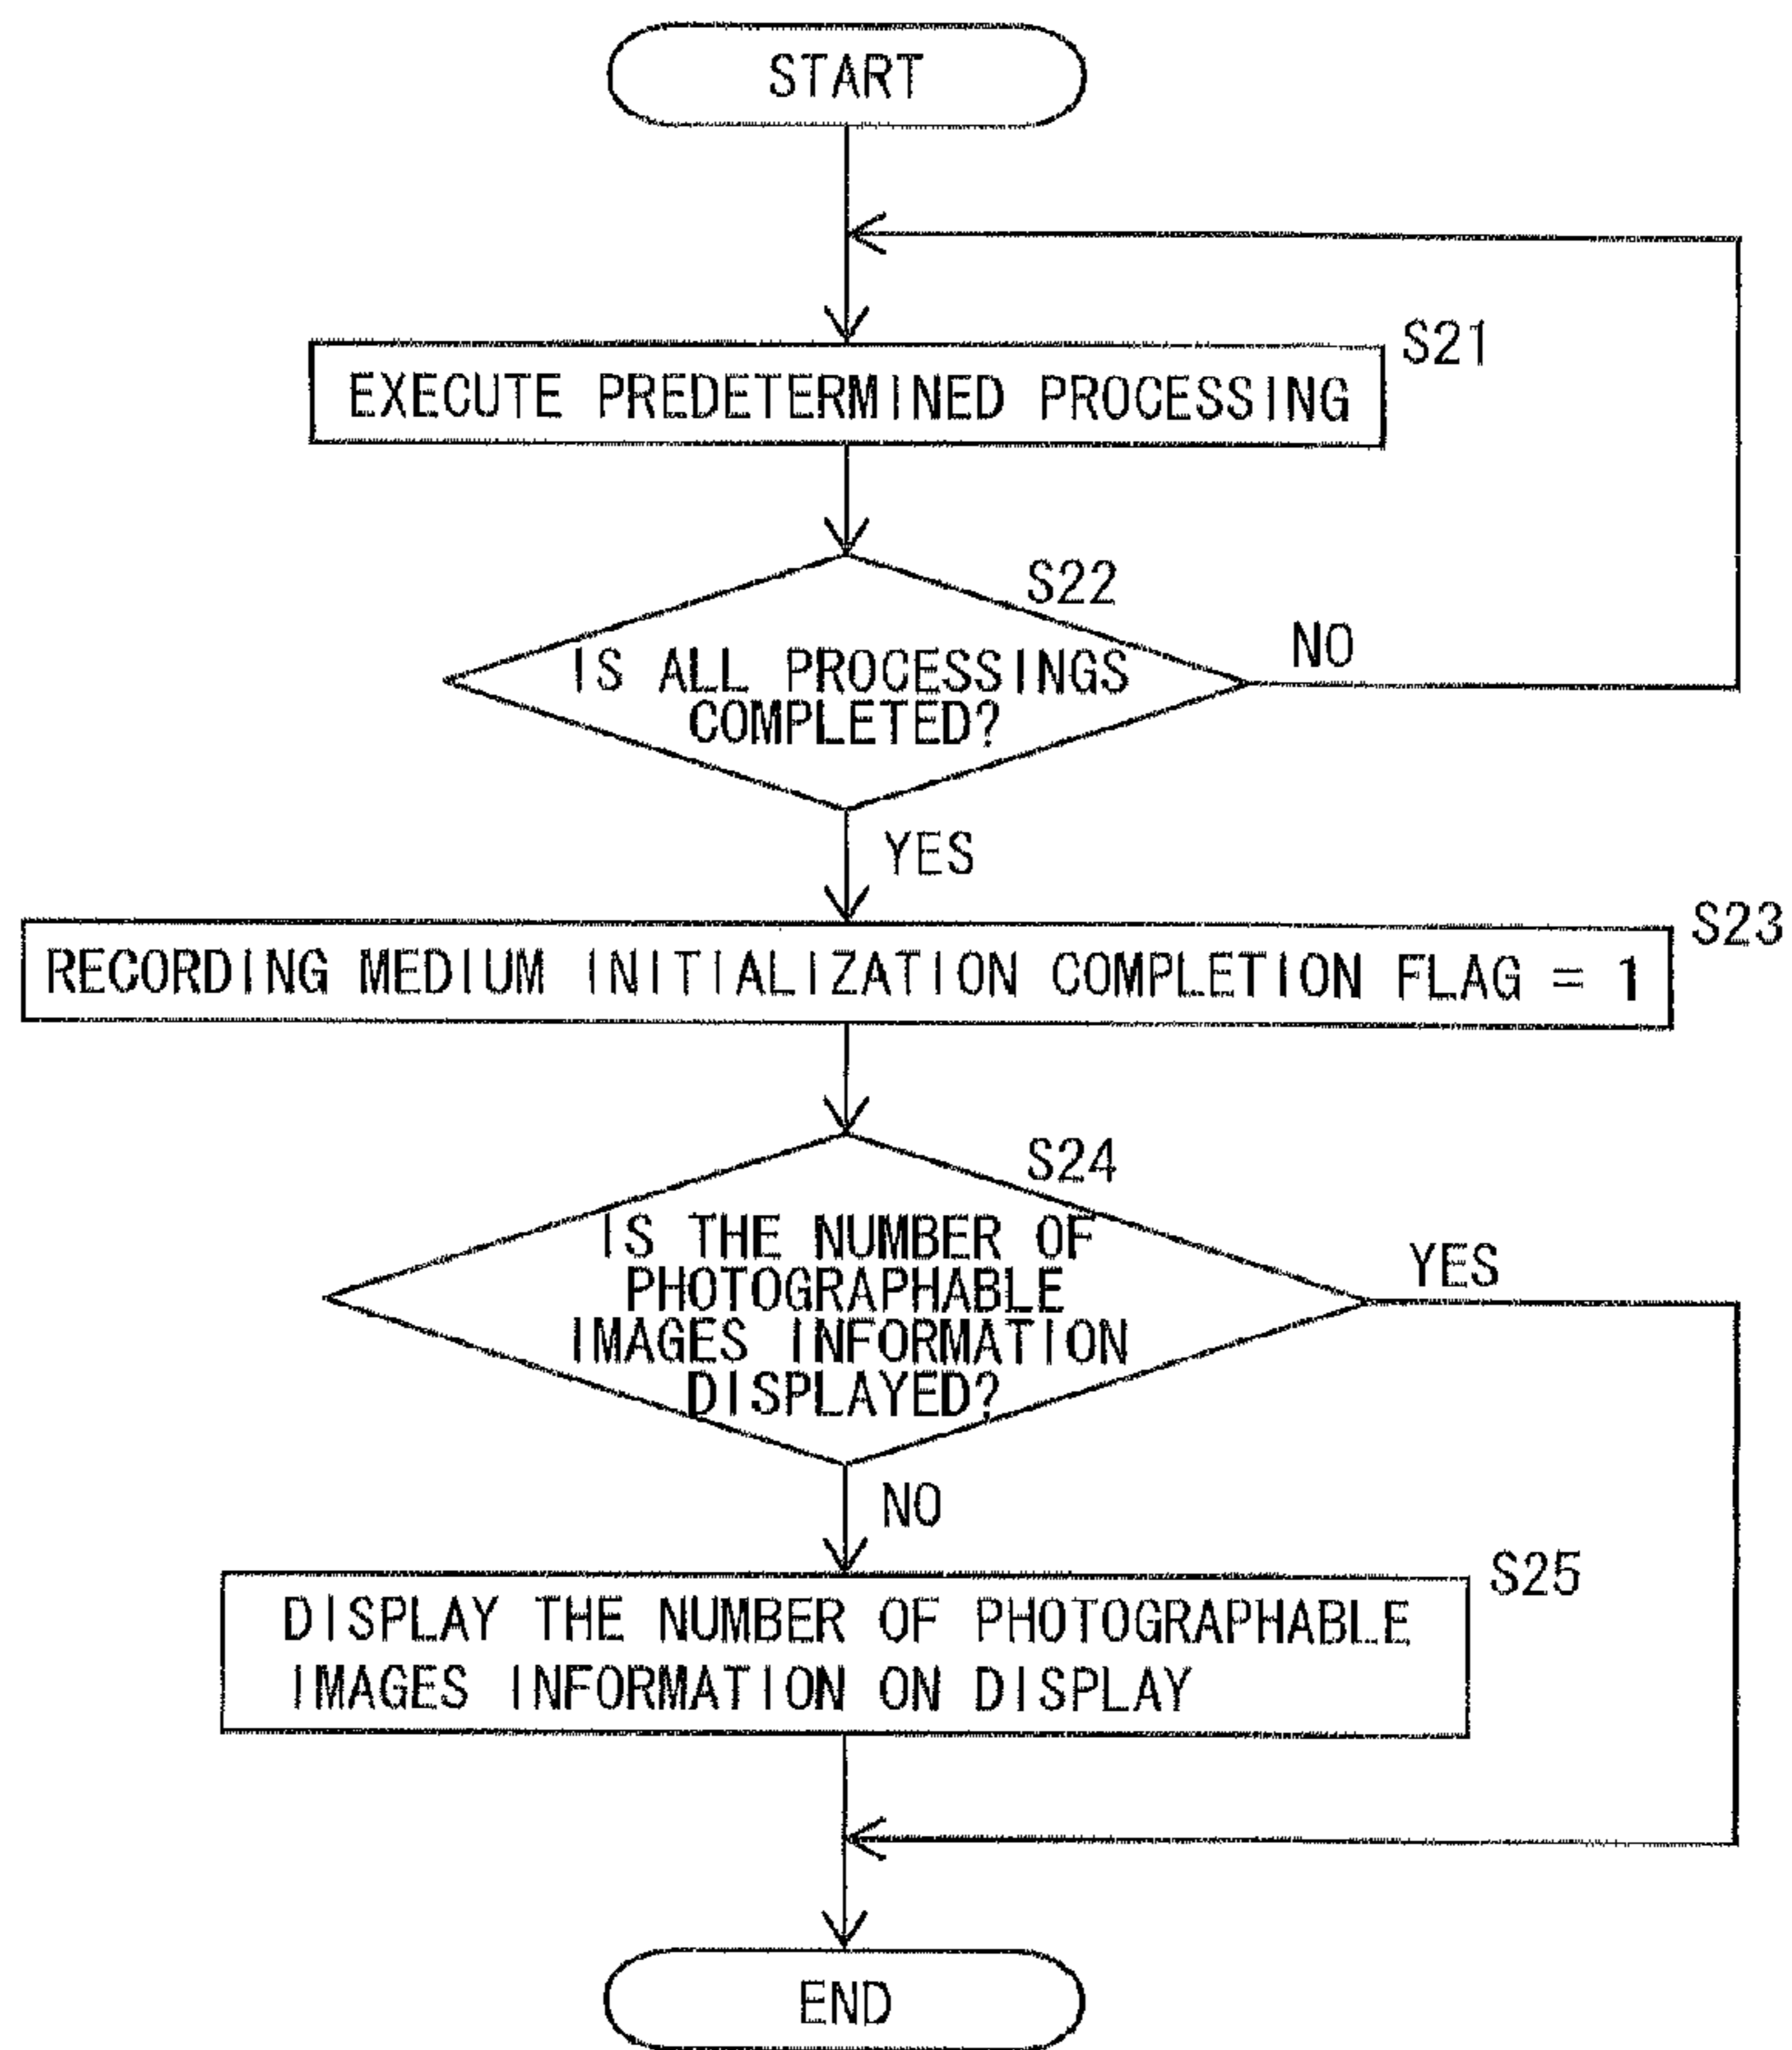 START
S21
EXECUTE PREDETERMINED PROCESSING
S22
IS ALL PROCESSINGS
COMPLETED?
NO
YES
S23
RECORDING MEDIUM INITIALIZATION COMPLETION FLAG = 1
S24
IS THE NUMBER OF
PHOTOGRAPHABLE
IMAGES INFORMATION
DISPLAYED?
YES
NO
S25
DISPLAY THE NUMBER OF PHOTOGRAPHABLE
IMAGES INFORMATION ON DISPLAY
END